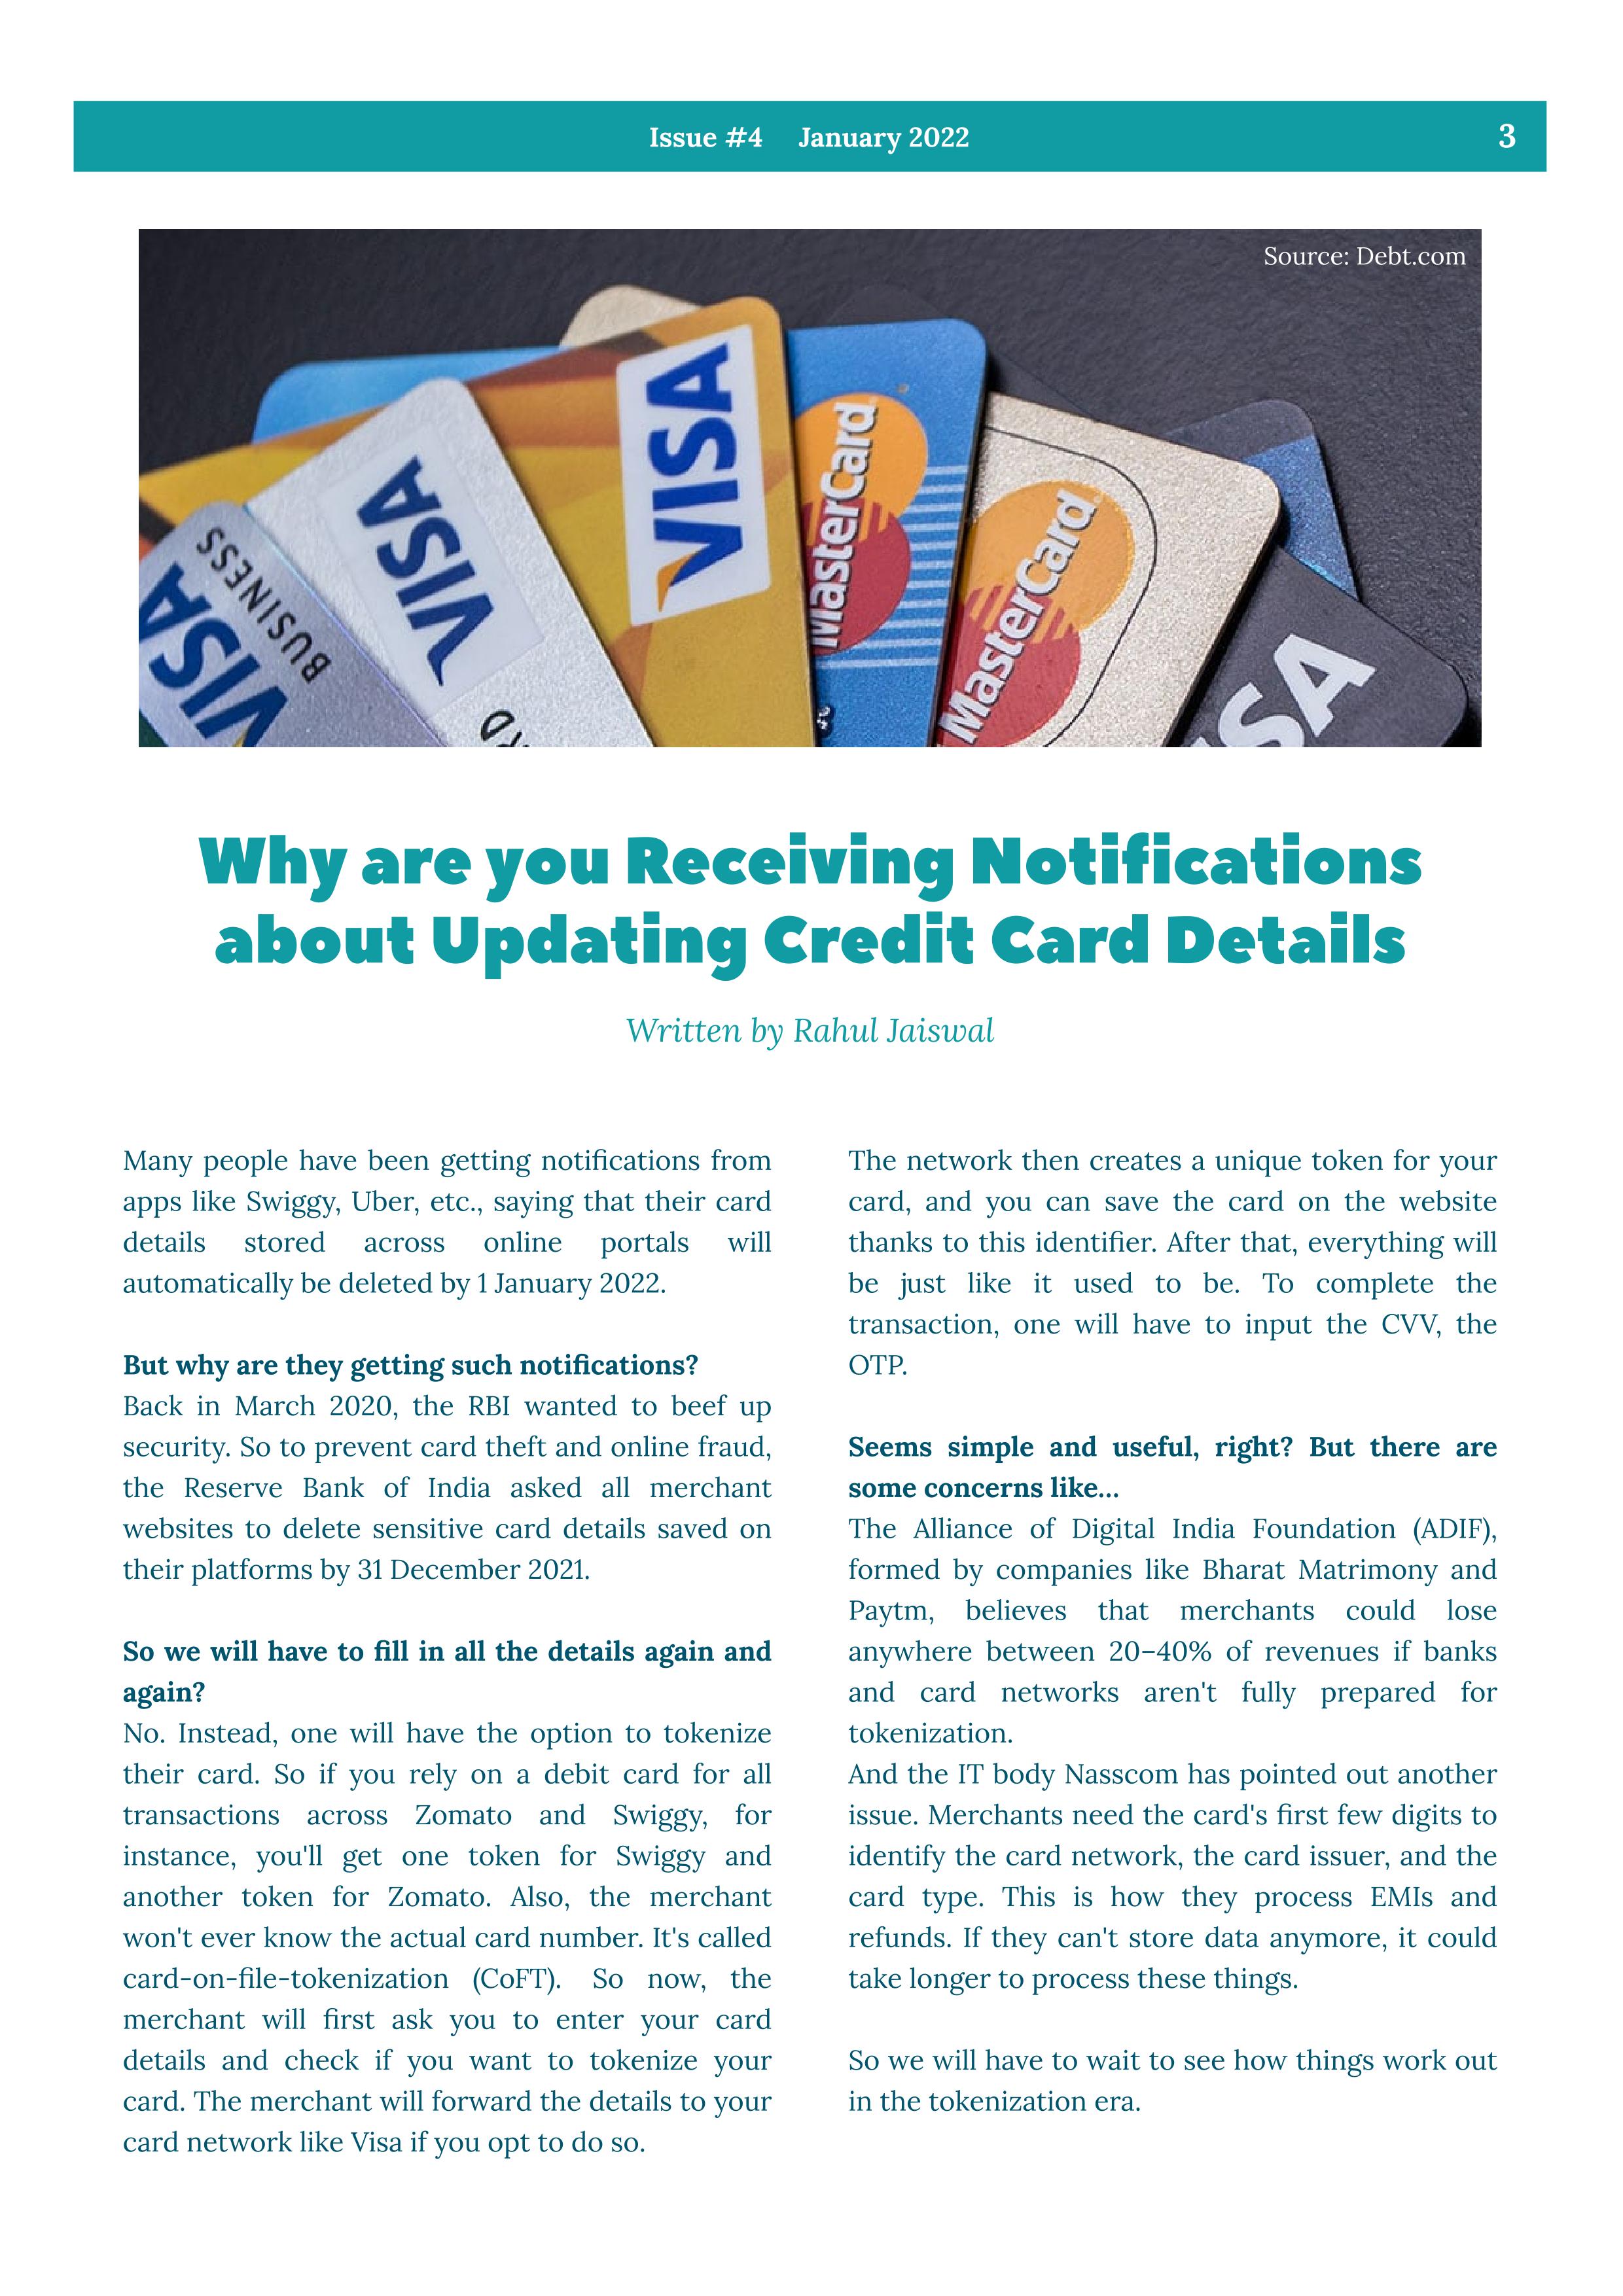 Issue #4 January 2022
3
Source: Debt.com
VISA
BUSINESS
VISA
VISA
MasterCard
MasterCard
Why are you Receiving Notifications
about Updating Credit Card Details
Written by Rahul Jaiswal
Many people have been getting notifications from
apps like Swiggy, Uber, etc., saying that their card
details stored across online portals will
automatically be deleted by 1 January 2022.
But why are they getting such notifications?
Back in March 2020, the RBI wanted to beef up
security. So to prevent card theft and online fraud,
the Reserve Bank of India asked all merchant
websites to delete sensitive card details saved on
their platforms by 31 December 2021.
So we will have to fill in all the details again and
again?
No. Instead, one will have the option to tokenize
their card. So if you rely on a debit card for all
transactions across Zomato and Swiggy, for
instance, you'll get one token for Swiggy and
another token for Zomato. Also, the merchant
won't ever know the actual card number. It's called
card-on-file-tokenization (CoFT). So now, the
merchant will first ask you to enter your card
details and check if you want to tokenize your
card. The merchant will forward the details to your
card network like Visa if you opt to do so.
The network then creates a unique token for your
card, and you can save the card on the website
thanks to this identifier. After that, everything will
be just like it used to be. To complete the
transaction, one will have to input the CVV, the
OTP.
Seems simple and useful, right? But there are
some concerns like...
The Alliance of Digital India Foundation (ADIF),
formed by companies like Bharat Matrimony and
Paytm, believes that merchants could lose
anywhere between 20–40% of revenues if banks
and card networks aren't fully prepared for
tokenization.
And the IT body Nasscom has pointed out another
issue. Merchants need the card's first few digits to
identify the card network, the card issuer, and the
card type. This is how they process EMIs and
refunds. If they can't store data anymore, it could
take longer to process these things.
So we will have to wait to see how things work out
in the tokenization era.